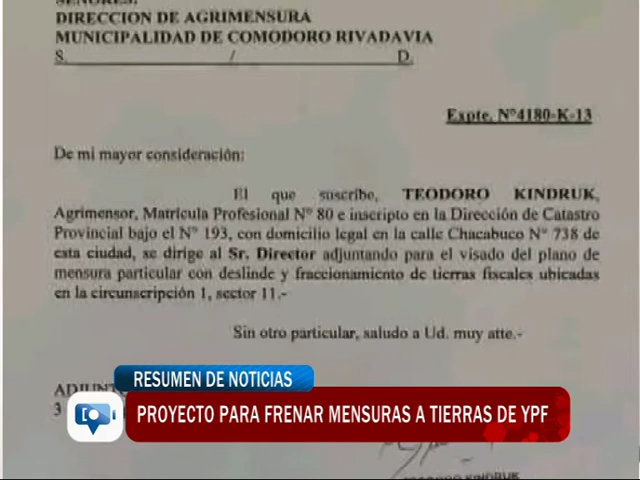 SEÑORES:
DIRECCION DE AGRIMENSURA
MUNICIPALIDAD DE COMODORO RIVADAVIA
S. / D.
Expte. Nº4180-K-13
De mi mayor consideración:
El que suscribe, TEODORO KINDRUK,
Agrimensor, Matrícula Profesional Nº 80 e inscripto en la Dirección de Catastro
Provincial bajo el Nº 193, con domicilio legal en la calle Chacabuco Nº 738 de
esta ciudad, se dirige al Sr. Director adjuntando para el visado del plano de
mensura particular con deslinde y fraccionamiento de tierras fiscales ubicadas
en la circunscripción 1, sector 11.-
Sin otro particular, saludo a Ud. muy atte.-
RESUMEN DE NOTICIAS
3
PROYECTO PARA FRENAR MENSURAS A TIERRAS DE YPF
TEODORO KINDRUK